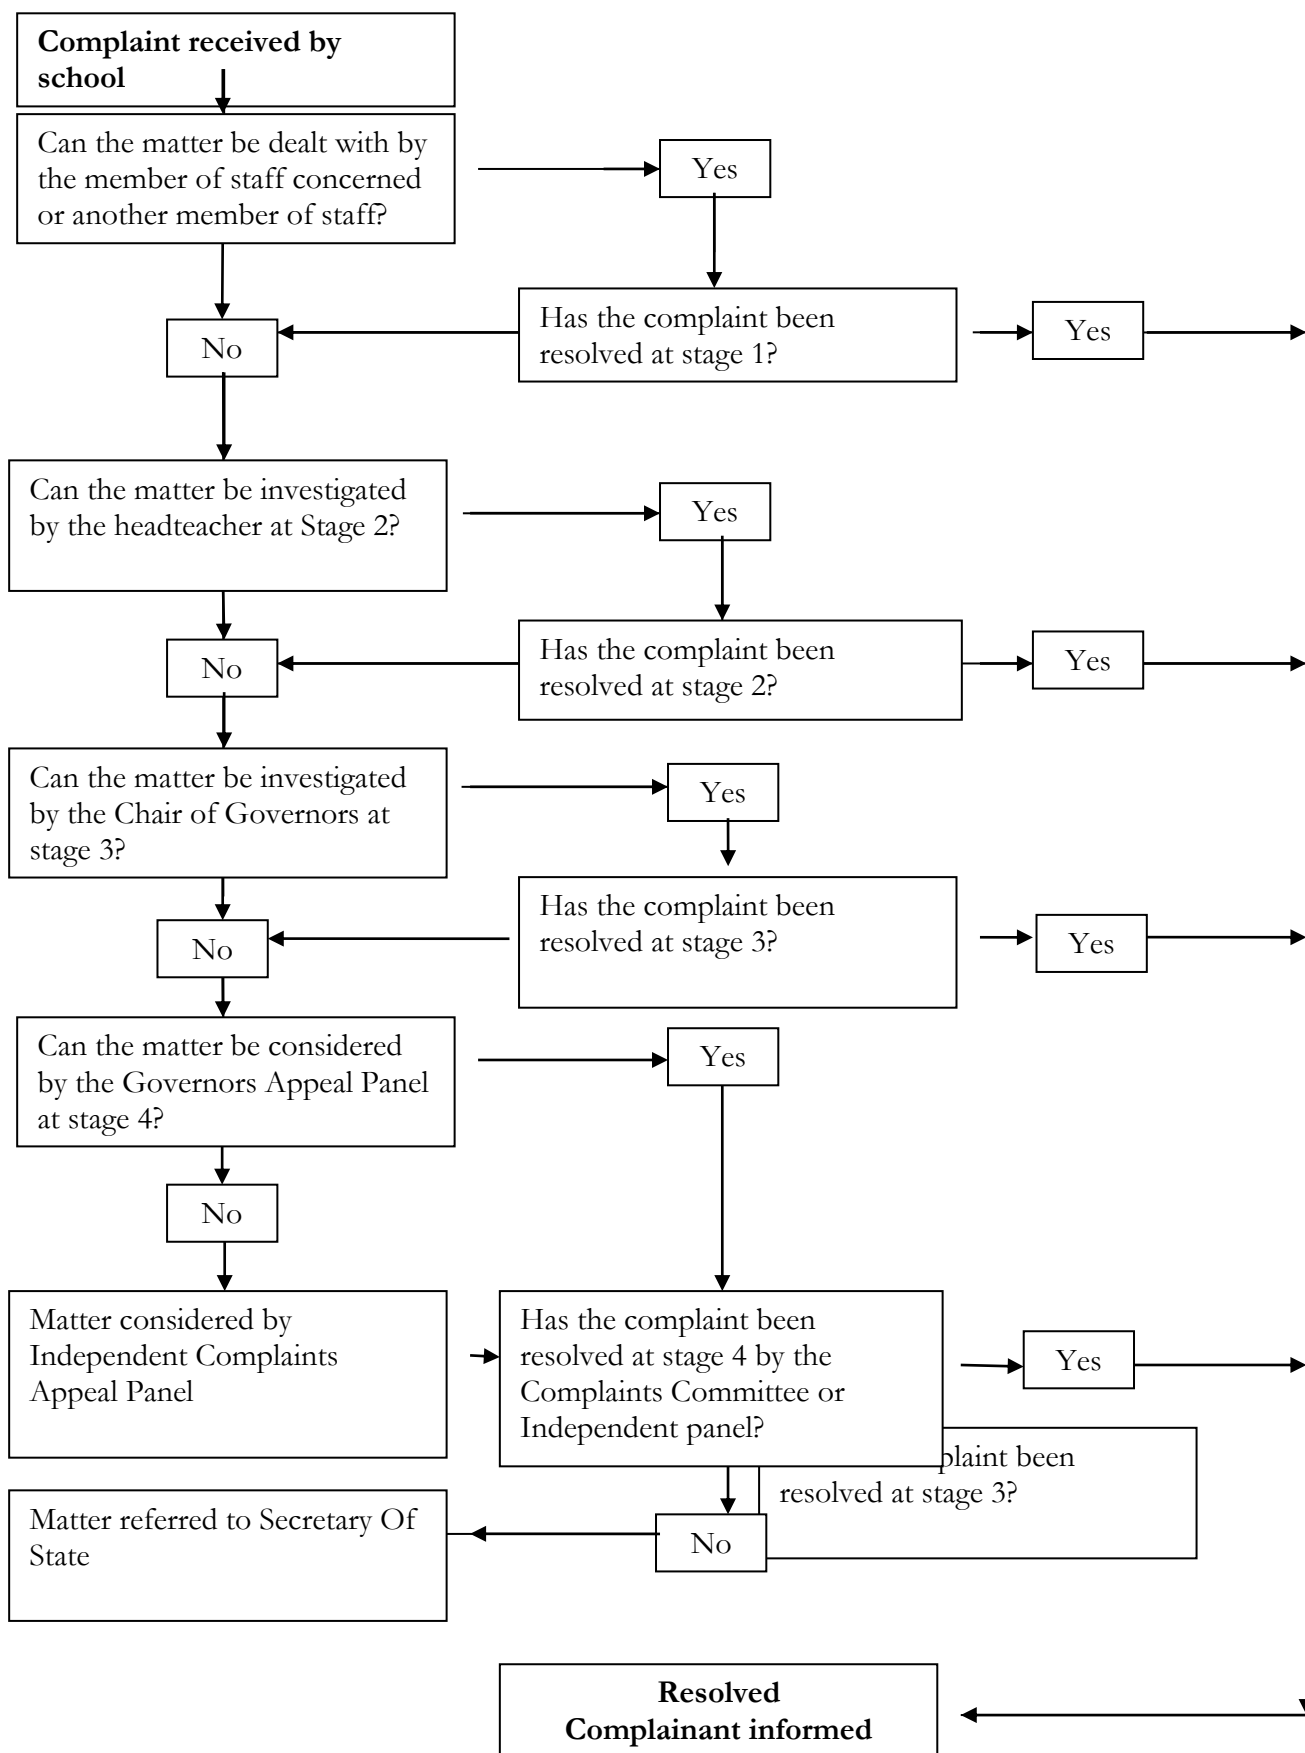 Complaint received by
school
Can the matter be dealt with by
the member of staff concerned
or another member of staff?
Yes
Has the complaint been
resolved at stage 1?
Yes
No
Can the matter be investigated
by the headteacher at Stage 2?
Yes
Has the complaint been
resolved at stage 2?
Yes
No
Can the matter be investigated
by the Chair of Governors at
stage 3?
Yes
Has the complaint been
resolved at stage 3?
Yes
No
Can the matter be considered
by the Governors Appeal Panel
at stage 4?
Yes
No
Matter considered by
Independent Complaints
Appeal Panel
Has the complaint been
resolved at stage 4 by the
Complaints Committee or
Independent panel?
Yes
plaint been
resolved at stage 3?
No
Matter referred to Secretary Of
State
Resolved
Complainant informed